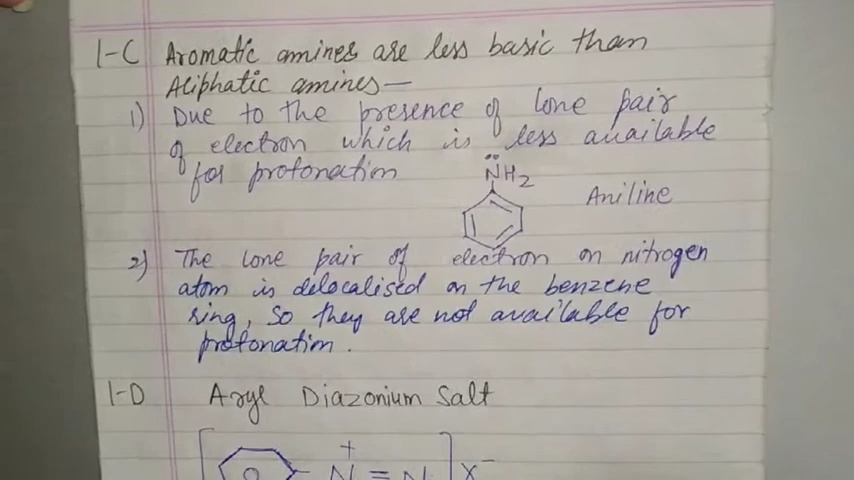 1-C Aromatic amines are less basic than
Aliphatic amines—
1) Due to the presence of lone pair
of electron which is less available
for protonation
N̈H₂
Aniline
2) The lone pair of electron on nitrogen
atom is delocalised on the benzene
ring, so they are not available for
protonation.
1-D Aryl Diazonium Salt
[ N⁺ ≡ N ] X⁻